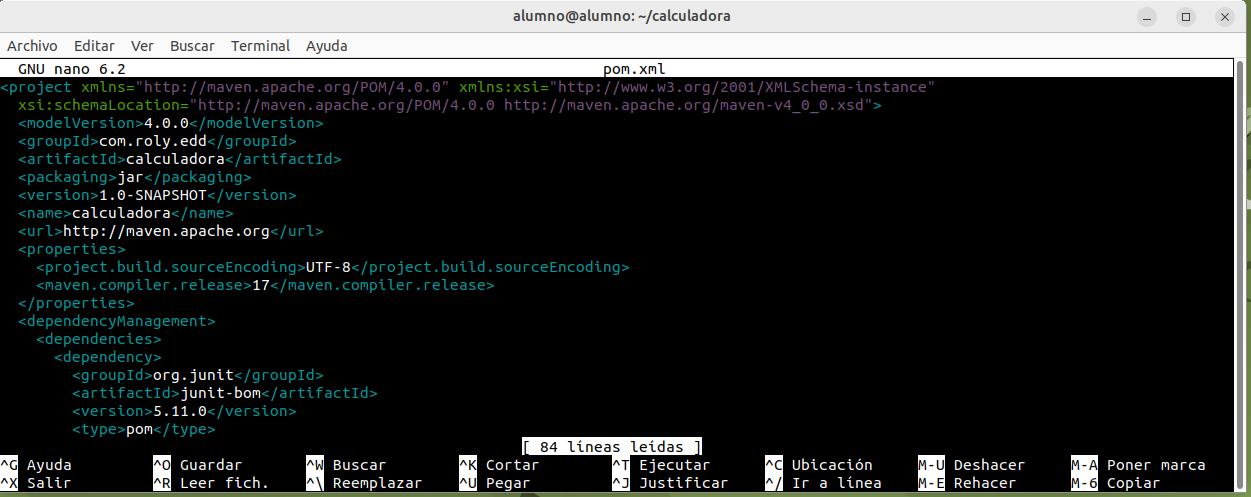 alumno@alumno: ~/calculadora
Archivo Editar Ver Buscar Terminal Ayuda
GNU nano 6.2 pom.xml
<project xmlns="http://maven.apache.org/POM/4.0.0" xmlns:xsi="http://www.w3.org/2001/XMLSchema-instance"
  xsi:schemaLocation="http://maven.apache.org/POM/4.0.0 http://maven.apache.org/maven-v4_0_0.xsd">
  <modelVersion>4.0.0</modelVersion>
  <groupId>com.roly.edd</groupId>
  <artifactId>calculadora</artifactId>
  <packaging>jar</packaging>
  <version>1.0-SNAPSHOT</version>
  <name>calculadora</name>
  <url>http://maven.apache.org</url>
  <properties>
    <project.build.sourceEncoding>UTF-8</project.build.sourceEncoding>
    <maven.compiler.release>17</maven.compiler.release>
  </properties>
  <dependencyManagement>
    <dependencies>
      <dependency>
        <groupId>org.junit</groupId>
        <artifactId>junit-bom</artifactId>
        <version>5.11.0</version>
        <type>pom</type>
[ 84 líneas leídas ]
^G Ayuda ^O Guardar ^W Buscar ^K Cortar ^T Ejecutar ^C Ubicación M-U Deshacer M-A Poner marca
^X Salir ^R Leer fich. ^\ Reemplazar ^U Pegar ^J Justificar ^/ Ir a línea M-E Rehacer M-6 Copiar